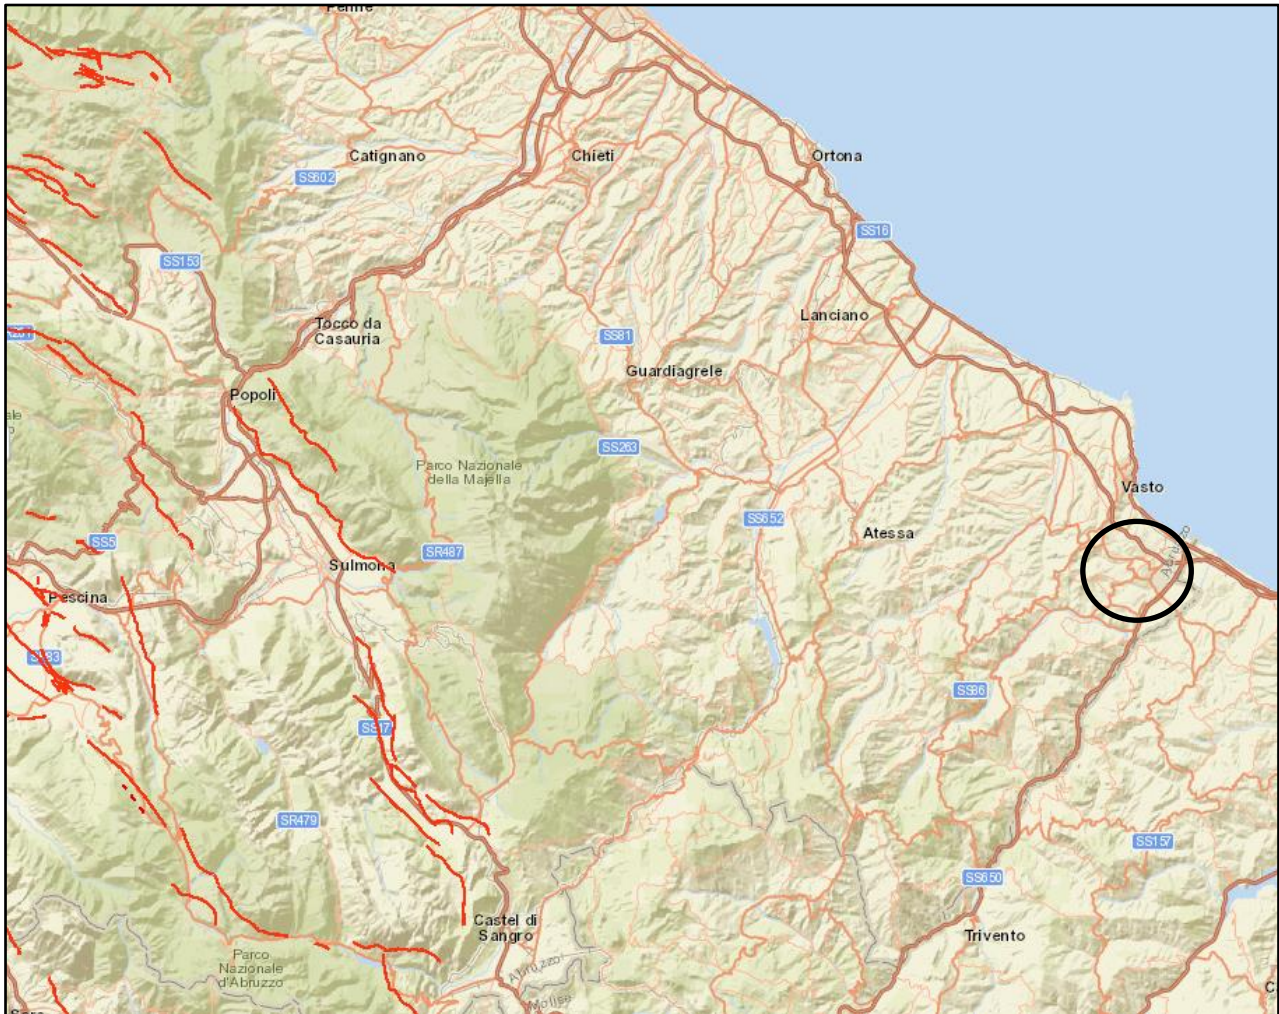 Penne
Catignano
Chieti
Ortona
SS602
SS16
SS153
Tocco da
Casauria
Lanciano
SS81
Guardiagrele
Popoli
SS263
Parco Nazionale
della Majella
Vasto
SS652
Atessa
SS5
SR487
Sulmona
Abruzzo
Pescina
SS83
SS86
SS17
SR479
SS157
SS650
Castel di
Sangro
Trivento
Parco
Nazionale
d'Abruzzo
Abruzzo
Molise
Sora